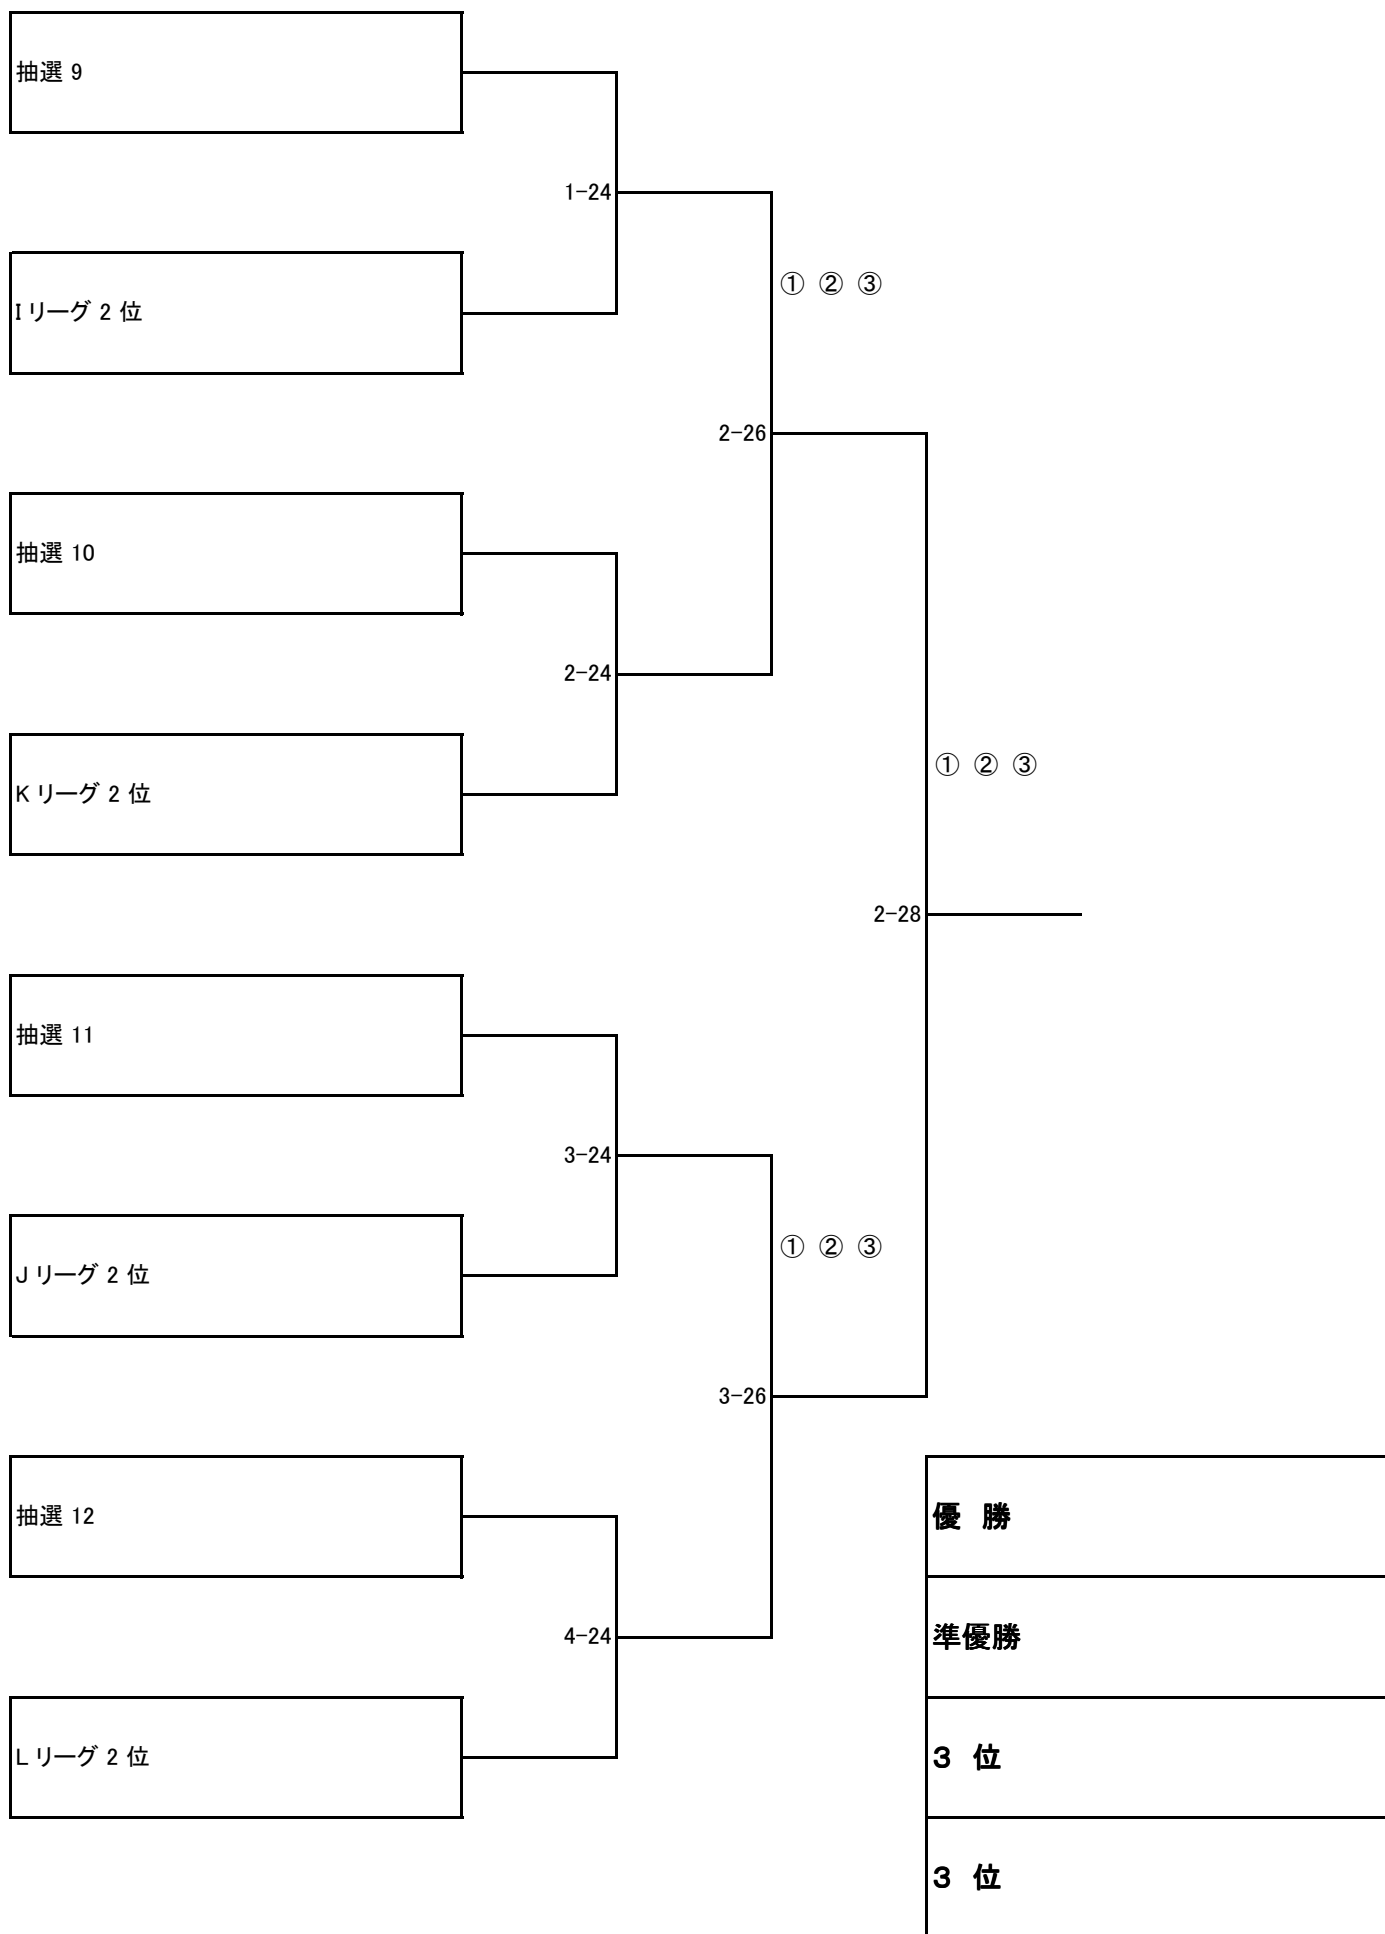 抽選 9
1-24
① ② ③
I リーグ 2 位
2-26
抽選 10
2-24
① ② ③
K リーグ 2 位
2-28
抽選 11
3-24
① ② ③
J リーグ 2 位
3-26
抽選 12
優 勝
4-24
準優勝
L リーグ 2 位
３ 位
３ 位